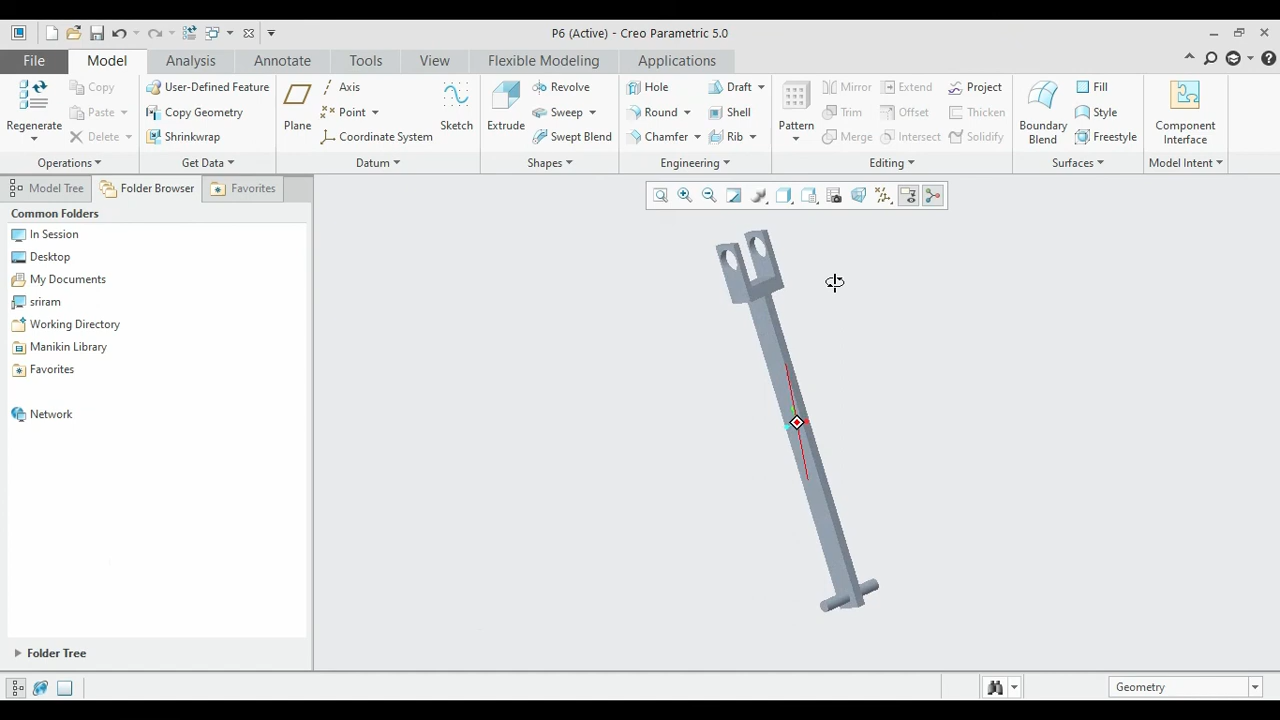 P6 (Active) - Creo Parametric 5.0
File Model Analysis Annotate Tools View Flexible Modeling Applications
Copy User-Defined Feature Axis Revolve Hole Draft Mirror Extend Project Fill
Paste Copy Geometry Point Sweep Round Shell Trim Offset Thicken Style
Regenerate Plane Sketch Extrude Pattern Boundary Blend Component Interface
Delete Shrinkwrap Coordinate System Swept Blend Chamfer Rib Merge Intersect Solidify Freestyle
Operations Get Data Datum Shapes Engineering Editing Surfaces Model Intent
Model Tree Folder Browser Favorites
Common Folders
In Session
Desktop
My Documents
sriram
Working Directory
Manikin Library
Favorites
Network
Folder Tree
Geometry